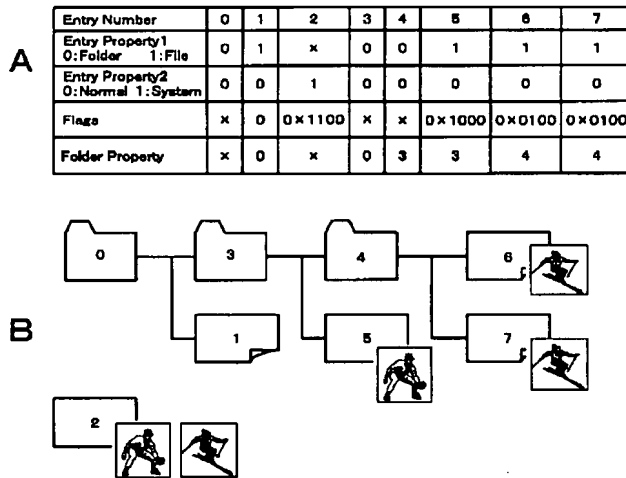 A
Entry Number 0 1 2 3 4 5 6 7
Entry Property1
0:Folder 1:File 0 1 × 0 0 1 1 1
Entry Property2
0:Normal 1:System 0 0 1 0 0 0 0 0
Flags × 0 0×1100 × × 0×1000 0×0100 0×0100
Folder Property × 0 × 0 3 3 4 4
B
0 3 4 6
1 5 7
2